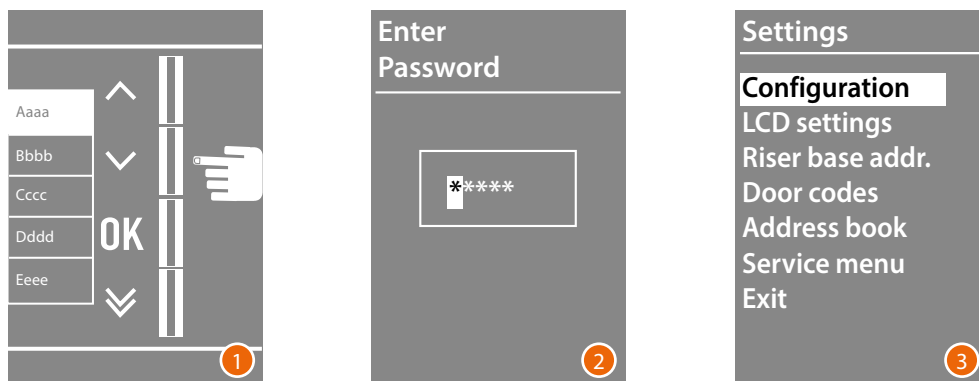 Aaaa
Bbbb
Cccc
Dddd
Eeee
OK
1
Enter
Password
*****
2
Settings
Configuration
LCD settings
Riser base addr.
Door codes
Address book
Service menu
Exit
3